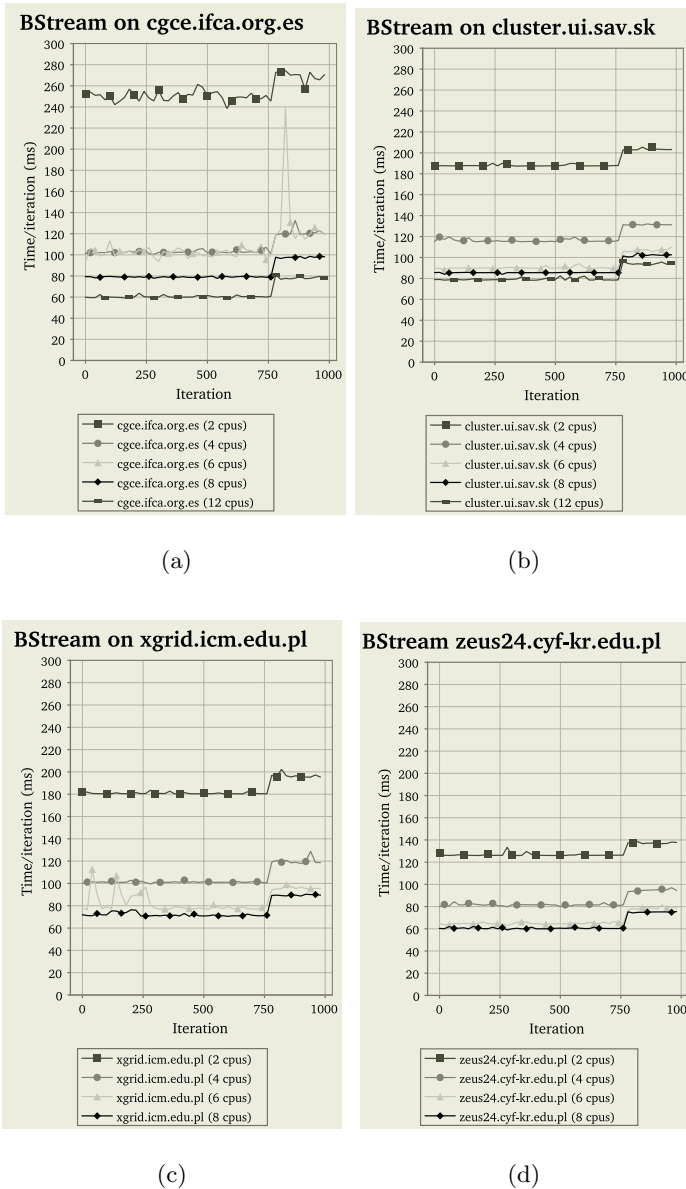 BStream on cgce.ifca.org.es
300
280
260
240
220
200
180
160
140
120
100
80
60
40
20
0
Time/iteration (ms)
0 250 500 750 1000
Iteration
cgce.ifca.org.es (2 cpus)
cgce.ifca.org.es (4 cpus)
cgce.ifca.org.es (6 cpus)
cgce.ifca.org.es (8 cpus)
cgce.ifca.org.es (12 cpus)
(a)
BStream on cluster.ui.sav.sk
300
280
260
240
220
200
180
160
140
120
100
80
60
40
20
0
Time/iteration (ms)
0 250 500 750 1000
Iteration
cluster.ui.sav.sk (2 cpus)
cluster.ui.sav.sk (4 cpus)
cluster.ui.sav.sk (6 cpus)
cluster.ui.sav.sk (8 cpus)
cluster.ui.sav.sk (12 cpus)
(b)
BStream on xgrid.icm.edu.pl
300
280
260
240
220
200
180
160
140
120
100
80
60
40
20
0
Time/iteration (ms)
0 250 500 750 1000
Iteration
xgrid.icm.edu.pl (2 cpus)
xgrid.icm.edu.pl (4 cpus)
xgrid.icm.edu.pl (6 cpus)
xgrid.icm.edu.pl (8 cpus)
(c)
BStream zeus24.cyf-kr.edu.pl
300
280
260
240
220
200
180
160
140
120
100
80
60
40
20
0
Time/iteration (ms)
0 250 500 750 1000
Iteration
zeus24.cyf-kr.edu.pl (2 cpus)
zeus24.cyf-kr.edu.pl (4 cpus)
zeus24.cyf-kr.edu.pl (6 cpus)
zeus24.cyf-kr.edu.pl (8 cpus)
(d)